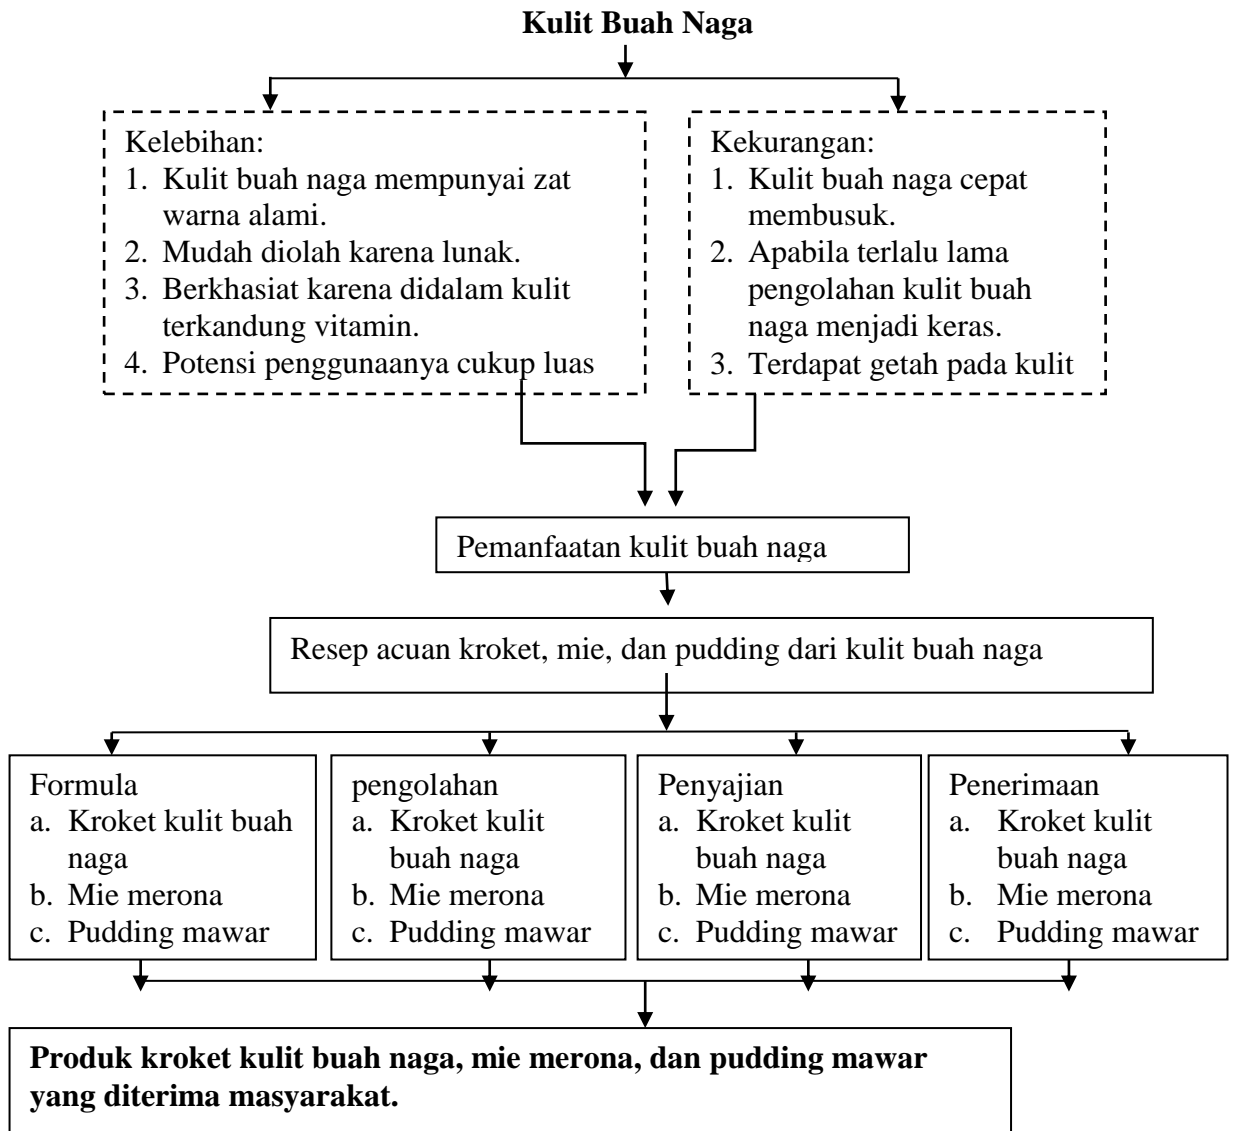 Kulit Buah Naga
Kelebihan:
1. Kulit buah naga mempunyai zat
warna alami.
2. Mudah diolah karena lunak.
3. Berkhasiat karena didalam kulit
terkandung vitamin.
4. Potensi penggunaanya cukup luas
Kekurangan:
1. Kulit buah naga cepat
membusuk.
2. Apabila terlalu lama
pengolahan kulit buah
naga menjadi keras.
3. Terdapat getah pada kulit
Pemanfaatan kulit buah naga
Resep acuan kroket, mie, dan pudding dari kulit buah naga
Formula
a. Kroket kulit buah
naga
b. Mie merona
c. Pudding mawar
pengolahan
a. Kroket kulit
buah naga
b. Mie merona
c. Pudding mawar
Penyajian
a. Kroket kulit
buah naga
b. Mie merona
c. Pudding mawar
Penerimaan
a. Kroket kulit
buah naga
b. Mie merona
c. Pudding mawar
Produk kroket kulit buah naga, mie merona, dan pudding mawar
yang diterima masyarakat.